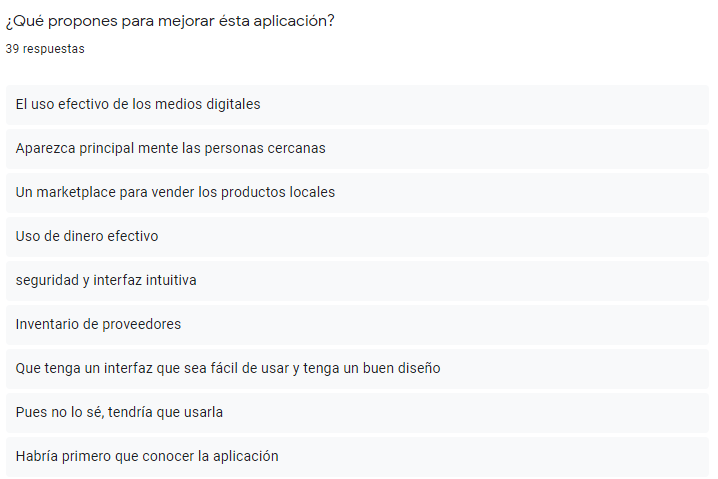 ¿Qué propones para mejorar ésta aplicación?
39 respuestas
El uso efectivo de los medios digitales
Aparezca principal mente las personas cercanas
Un marketplace para vender los productos locales
Uso de dinero efectivo
seguridad y interfaz intuitiva
Inventario de proveedores
Que tenga un interfaz que sea fácil de usar y tenga un buen diseño
Pues no lo sé, tendría que usarla
Habría primero que conocer la aplicación